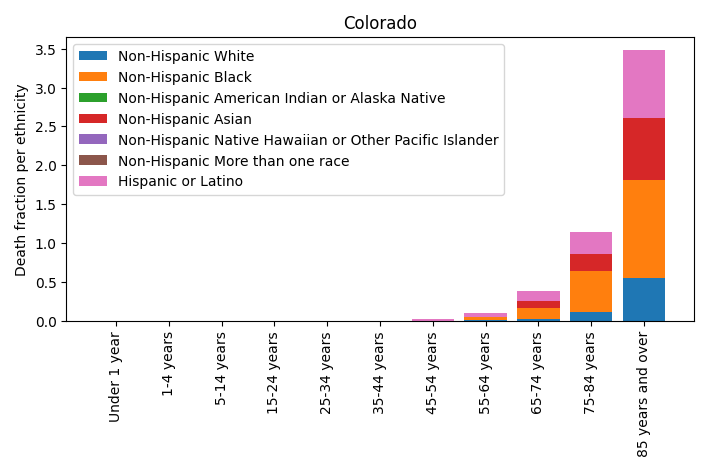 Colorado
Death fraction per ethnicity
3.5
3.0
2.5
2.0
1.5
1.0
0.5
0.0
Non-Hispanic White
Non-Hispanic Black
Non-Hispanic American Indian or Alaska Native
Non-Hispanic Asian
Non-Hispanic Native Hawaiian or Other Pacific Islander
Non-Hispanic More than one race
Hispanic or Latino
Under 1 year
1-4 years
5-14 years
15-24 years
25-34 years
35-44 years
45-54 years
55-64 years
65-74 years
75-84 years
85 years and over